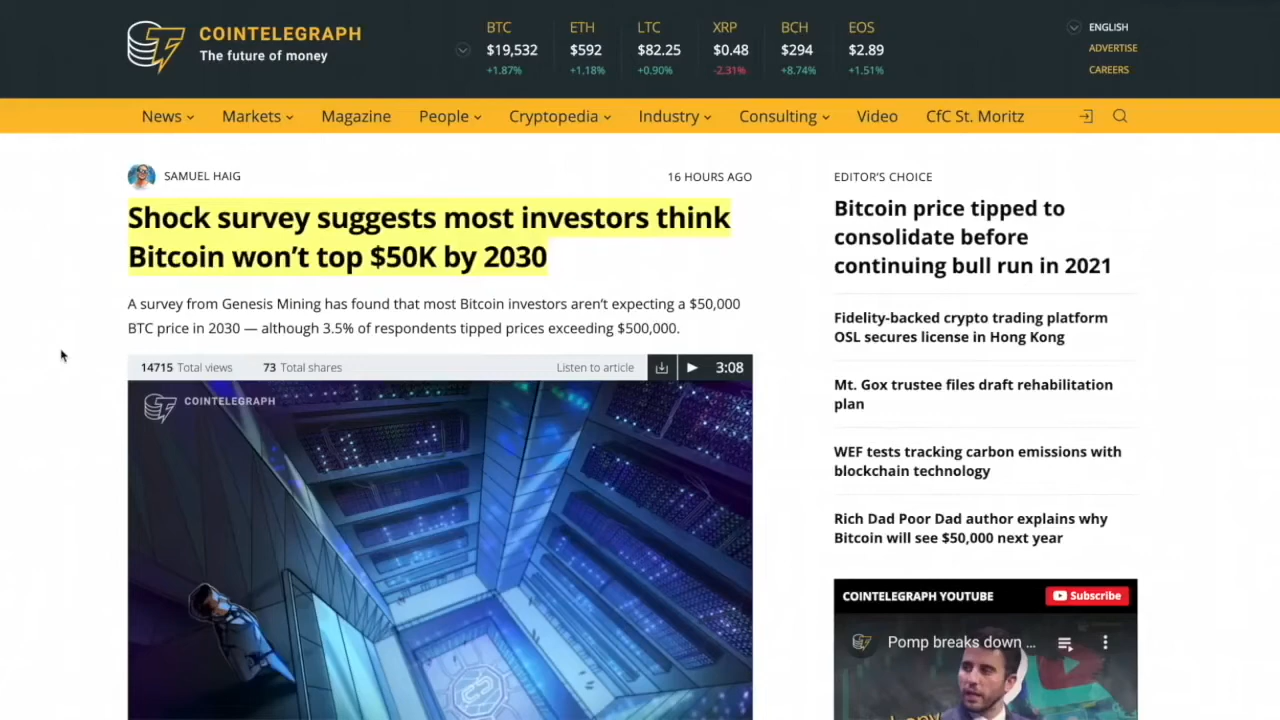 COINTELEGRAPH
The future of money
BTC
$19,532
+1.87%
ETH
$592
+1,18%
LTC
$82.25
+0,90%
XRP
$0.48
-2,31%
BCH
$294
+8,74%
EOS
$2.89
+1,51%
ENGLISH
ADVERTISE
CAREERS
News
Markets
Magazine
People
Cryptopedia
Industry
Consulting
Video
CfC St. Moritz
SAMUEL HAIG
16 HOURS AGO
Shock survey suggests most investors think
Bitcoin won’t top $50K by 2030
A survey from Genesis Mining has found that most Bitcoin investors aren’t expecting a $50,000
BTC price in 2030 — although 3.5% of respondents tipped prices exceeding $500,000.
14715 Total views
73 Total shares
Listen to article
3:08
COINTELEGRAPH
EDITOR’S CHOICE
Bitcoin price tipped to
consolidate before
continuing bull run in 2021
Fidelity-backed crypto trading platform
OSL secures license in Hong Kong
Mt. Gox trustee files draft rehabilitation
plan
WEF tests tracking carbon emissions with
blockchain technology
Rich Dad Poor Dad author explains why
Bitcoin will see $50,000 next year
COINTELEGRAPH YOUTUBE
Subscribe
Pomp breaks down ...